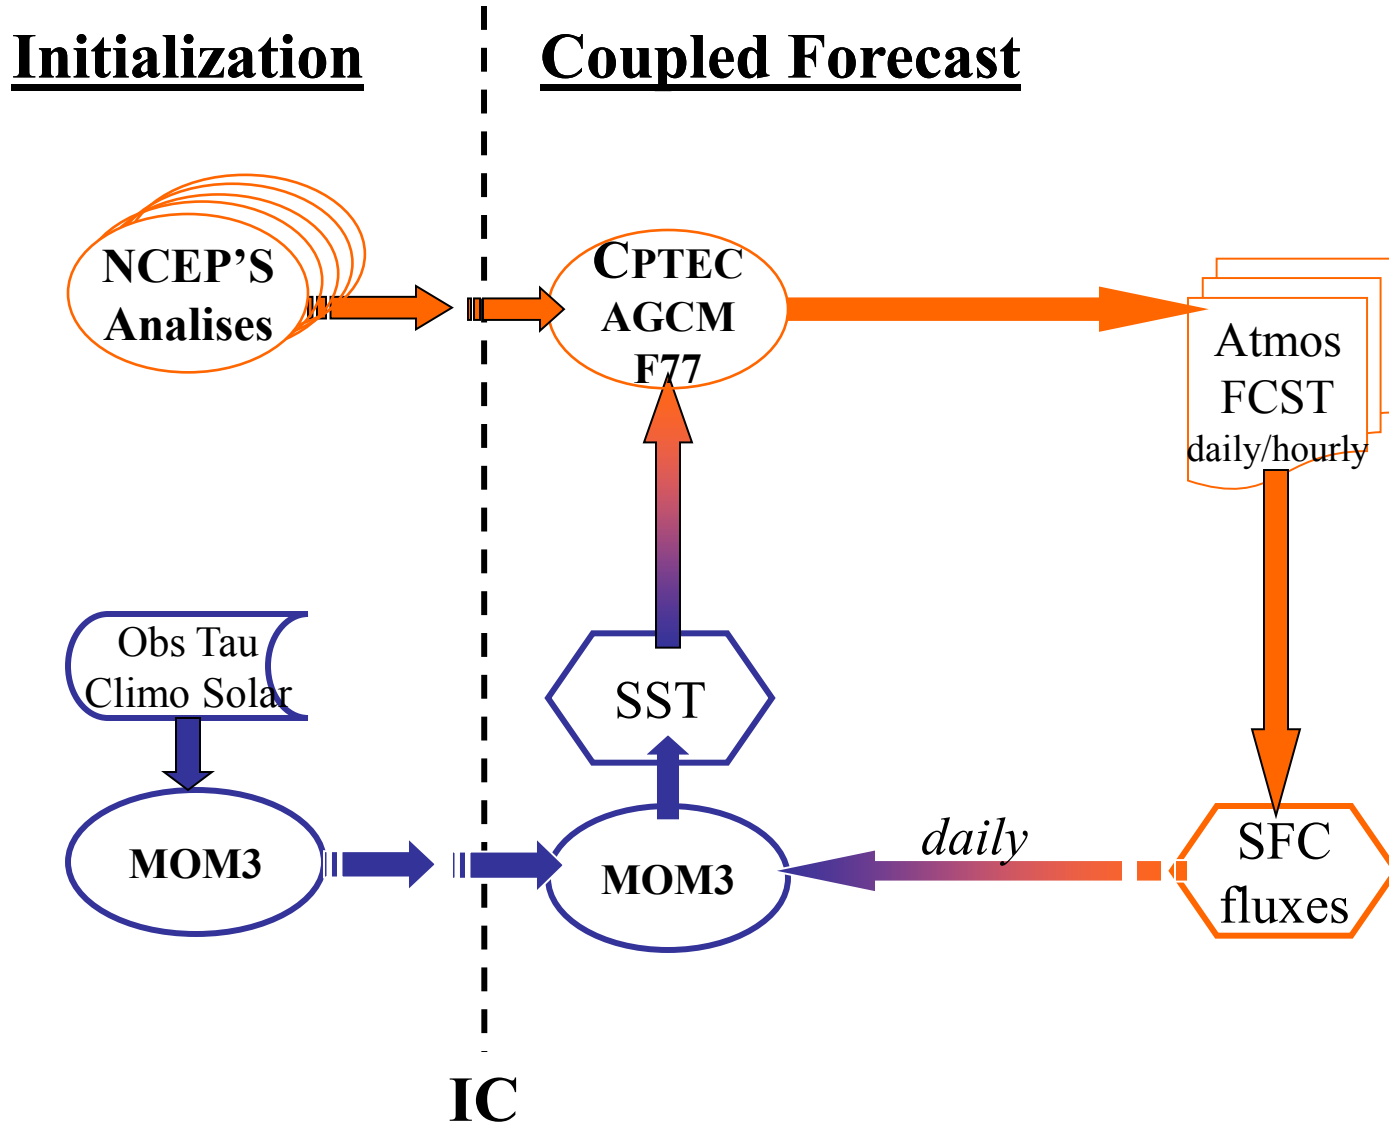 Initialization
Coupled Forecast
NCEP’S
Analises
CPTEC
AGCM
F77
Atmos
FCST
daily/hourly
Obs Tau
Climo Solar
SST
MOM3
MOM3
daily
SFC
fluxes
IC